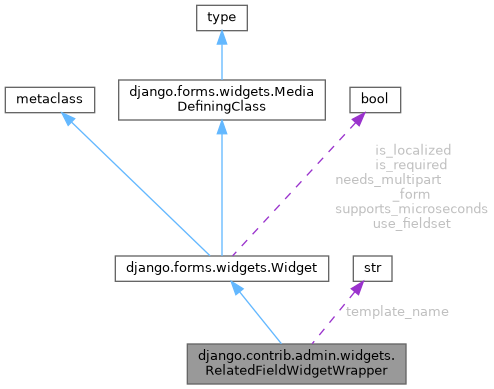 type
django.forms.widgets.Media
DefiningClass
metaclass
bool
is_localized
is_required
needs_multipart
_form
supports_microseconds
use_fieldset
django.forms.widgets.Widget
str
template_name
django.contrib.admin.widgets.
RelatedFieldWidgetWrapper